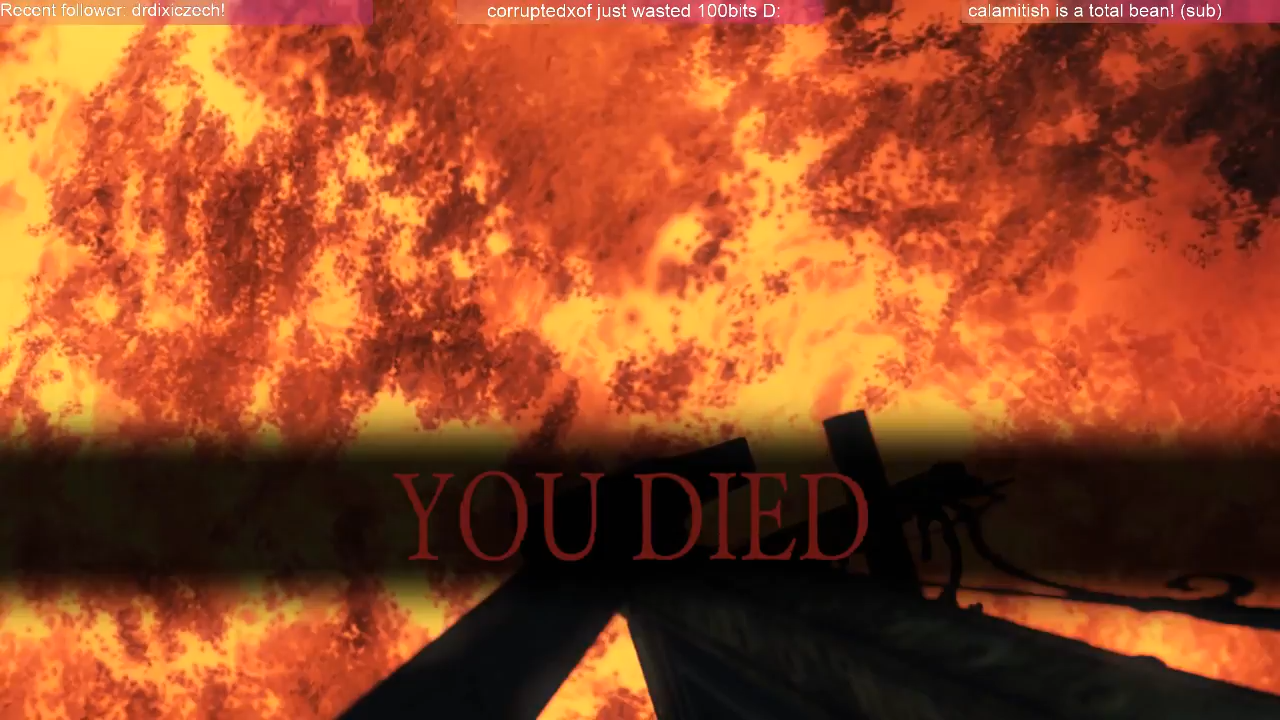 Recent follower: drdixiczech!
corruptedxof just wasted 100bits D:
calamitish is a total bean! (sub)
YOU DIED